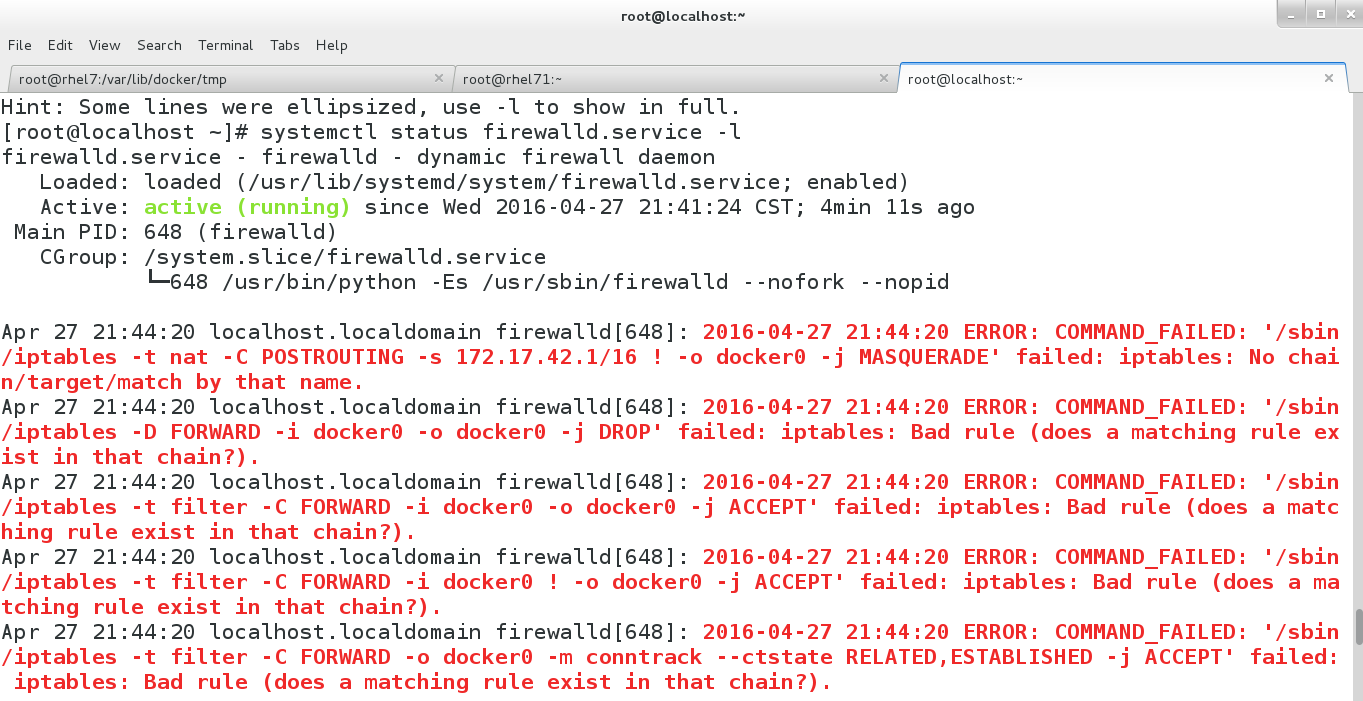 root@localhost:~
File Edit View Search Terminal Tabs Help
root@rhel7:/var/lib/docker/tmp × root@rhel71:~ × root@localhost:~ ×
Hint: Some lines were ellipsized, use -l to show in full.
[root@localhost ~]# systemctl status firewalld.service -l
firewalld.service - firewalld - dynamic firewall daemon
   Loaded: loaded (/usr/lib/systemd/system/firewalld.service; enabled)
   Active: active (running) since Wed 2016-04-27 21:41:24 CST; 4min 11s ago
 Main PID: 648 (firewalld)
   CGroup: /system.slice/firewalld.service
           └─648 /usr/bin/python -Es /usr/sbin/firewalld --nofork --nopid
Apr 27 21:44:20 localhost.localdomain firewalld[648]: 2016-04-27 21:44:20 ERROR: COMMAND_FAILED: '/sbin
/iptables -t nat -C POSTROUTING -s 172.17.42.1/16 ! -o docker0 -j MASQUERADE' failed: iptables: No chai
n/target/match by that name.
Apr 27 21:44:20 localhost.localdomain firewalld[648]: 2016-04-27 21:44:20 ERROR: COMMAND_FAILED: '/sbin
/iptables -D FORWARD -i docker0 -o docker0 -j DROP' failed: iptables: Bad rule (does a matching rule ex
ist in that chain?).
Apr 27 21:44:20 localhost.localdomain firewalld[648]: 2016-04-27 21:44:20 ERROR: COMMAND_FAILED: '/sbin
/iptables -t filter -C FORWARD -i docker0 -o docker0 -j ACCEPT' failed: iptables: Bad rule (does a matc
hing rule exist in that chain?).
Apr 27 21:44:20 localhost.localdomain firewalld[648]: 2016-04-27 21:44:20 ERROR: COMMAND_FAILED: '/sbin
/iptables -t filter -C FORWARD -i docker0 ! -o docker0 -j ACCEPT' failed: iptables: Bad rule (does a ma
tching rule exist in that chain?).
Apr 27 21:44:20 localhost.localdomain firewalld[648]: 2016-04-27 21:44:20 ERROR: COMMAND_FAILED: '/sbin
/iptables -t filter -C FORWARD -o docker0 -m conntrack --ctstate RELATED,ESTABLISHED -j ACCEPT' failed:
 iptables: Bad rule (does a matching rule exist in that chain?).